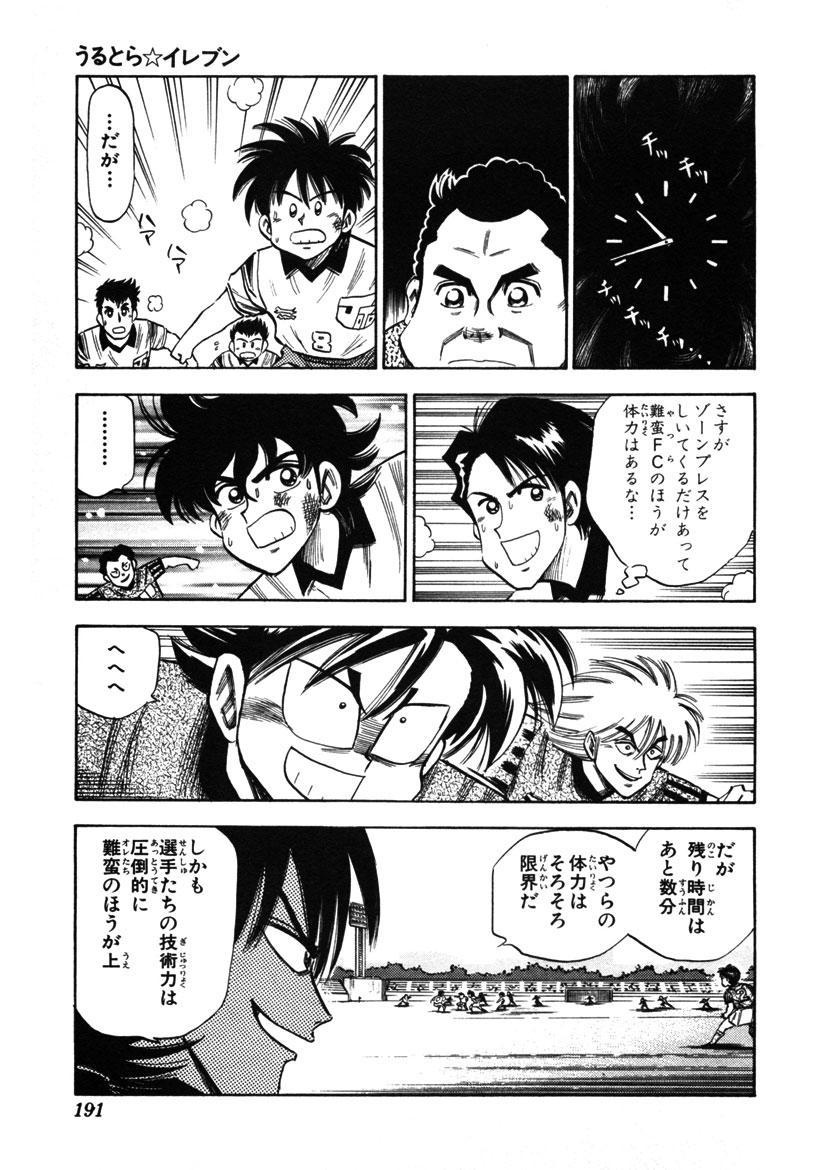 うるとら☆イレブン
チッ
チッ…
チッ…
チッ…
チッ…
…だが…
ハァ
ハァ
さすが
ゾーンプレスを
しいてくるだけあって
難蛮FCのほうが
体力はあるな…
………
へへへ
だが
残り時間は
あと数分
やつらの
体力は
そろそろ
限界だ
しかも
選手たちの技術力は
圧倒的に
難蛮のほうが上
8
191